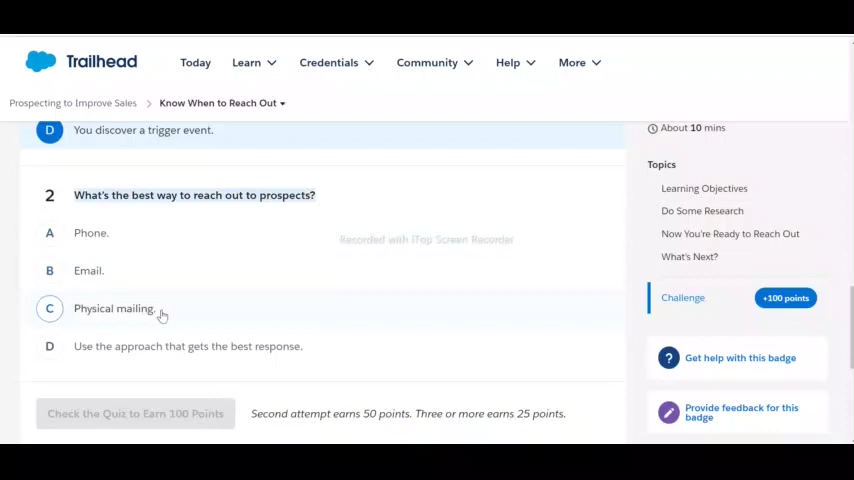 Trailhead
Today Learn Credentials Community Help More
Prospecting to Improve Sales > Know When to Reach Out
D You discover a trigger event.
About 10 mins
Topics
Learning Objectives
Do Some Research
Now You're Ready to Reach Out
What's Next?
Challenge +100 points
2 What's the best way to reach out to prospects?
A Phone.
Recorded with iTop Screen Recorder
B Email.
C Physical mailing.
D Use the approach that gets the best response.
Check the Quiz to Earn 100 Points Second attempt earns 50 points. Three or more earns 25 points.
? Get help with this badge
Provide feedback for this
badge